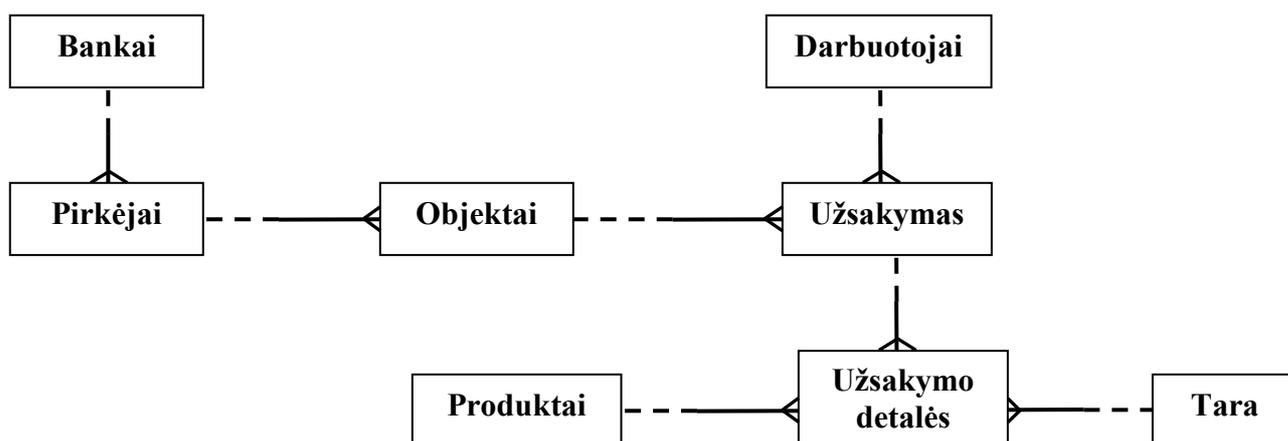 Bankai
Darbuotojai
Pirkėjai
Objektai
Užsakymas
Produktai
Užsakymo
detalės
Tara